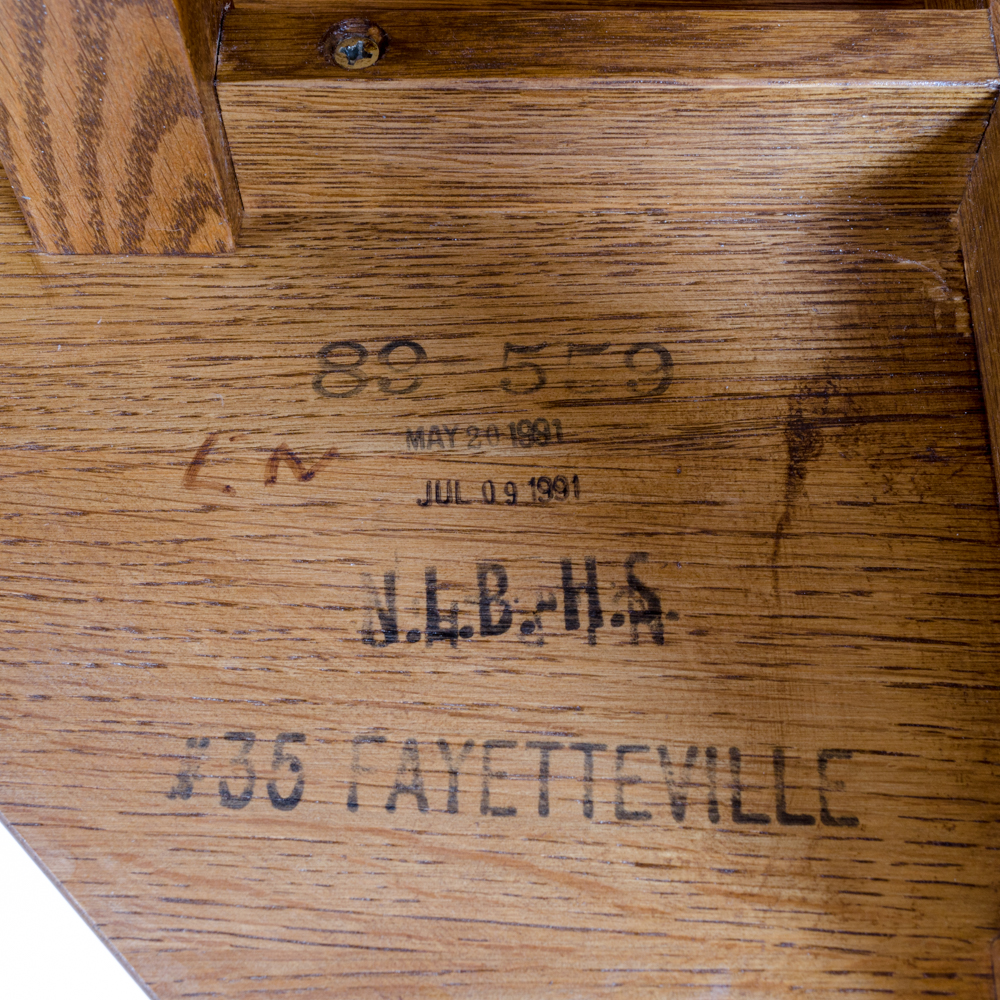 89 559
MAY 20 1991
JUL 09 1991
N.L.B.-H.S.
#35 FAYETTEVILLE